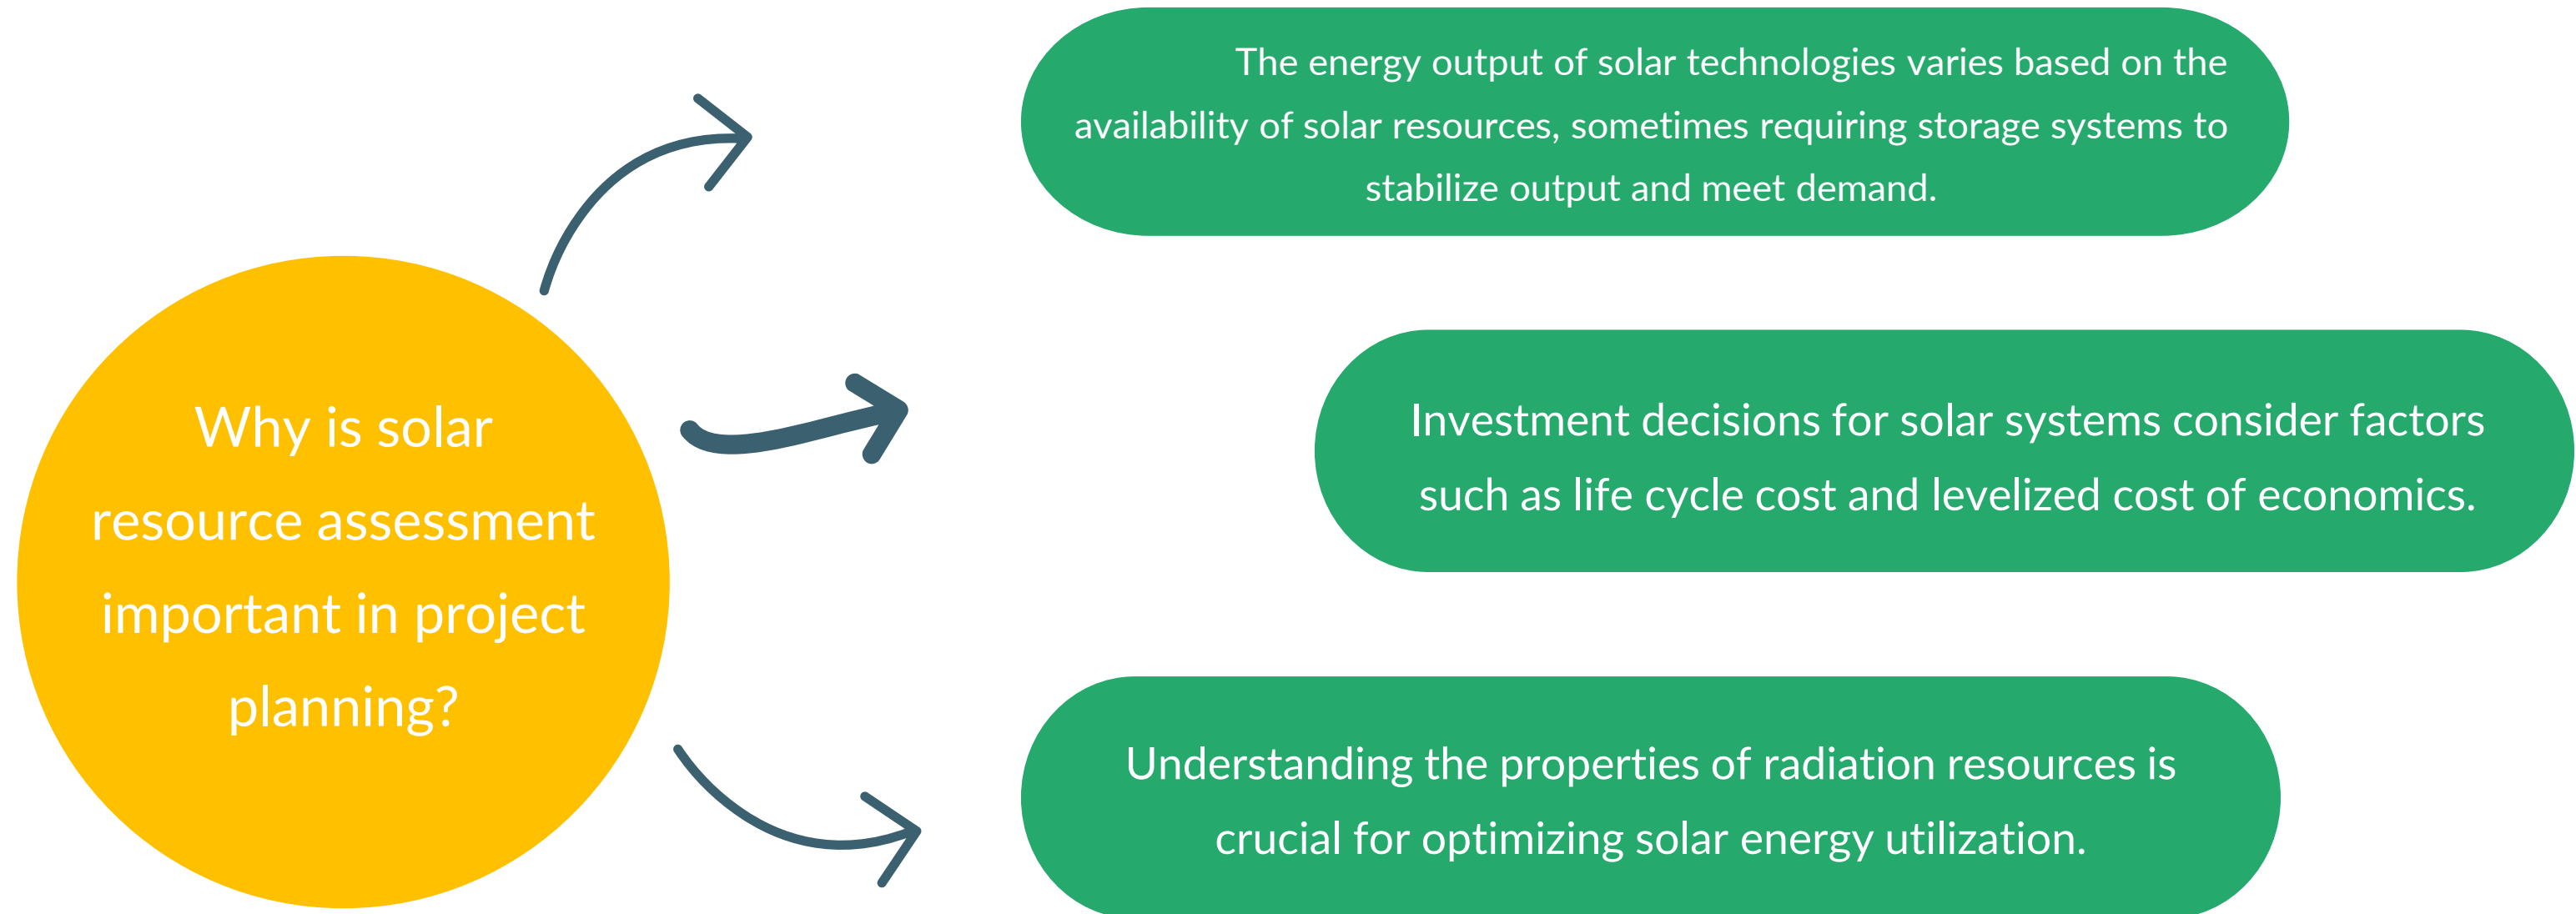 Why is solar
resource assessment
important in project
planning?
The energy output of solar technologies varies based on the
availability of solar resources, sometimes requiring storage systems to
stabilize output and meet demand.
Investment decisions for solar systems consider factors
such as life cycle cost and levelized cost of economics.
Understanding the properties of radiation resources is
crucial for optimizing solar energy utilization.